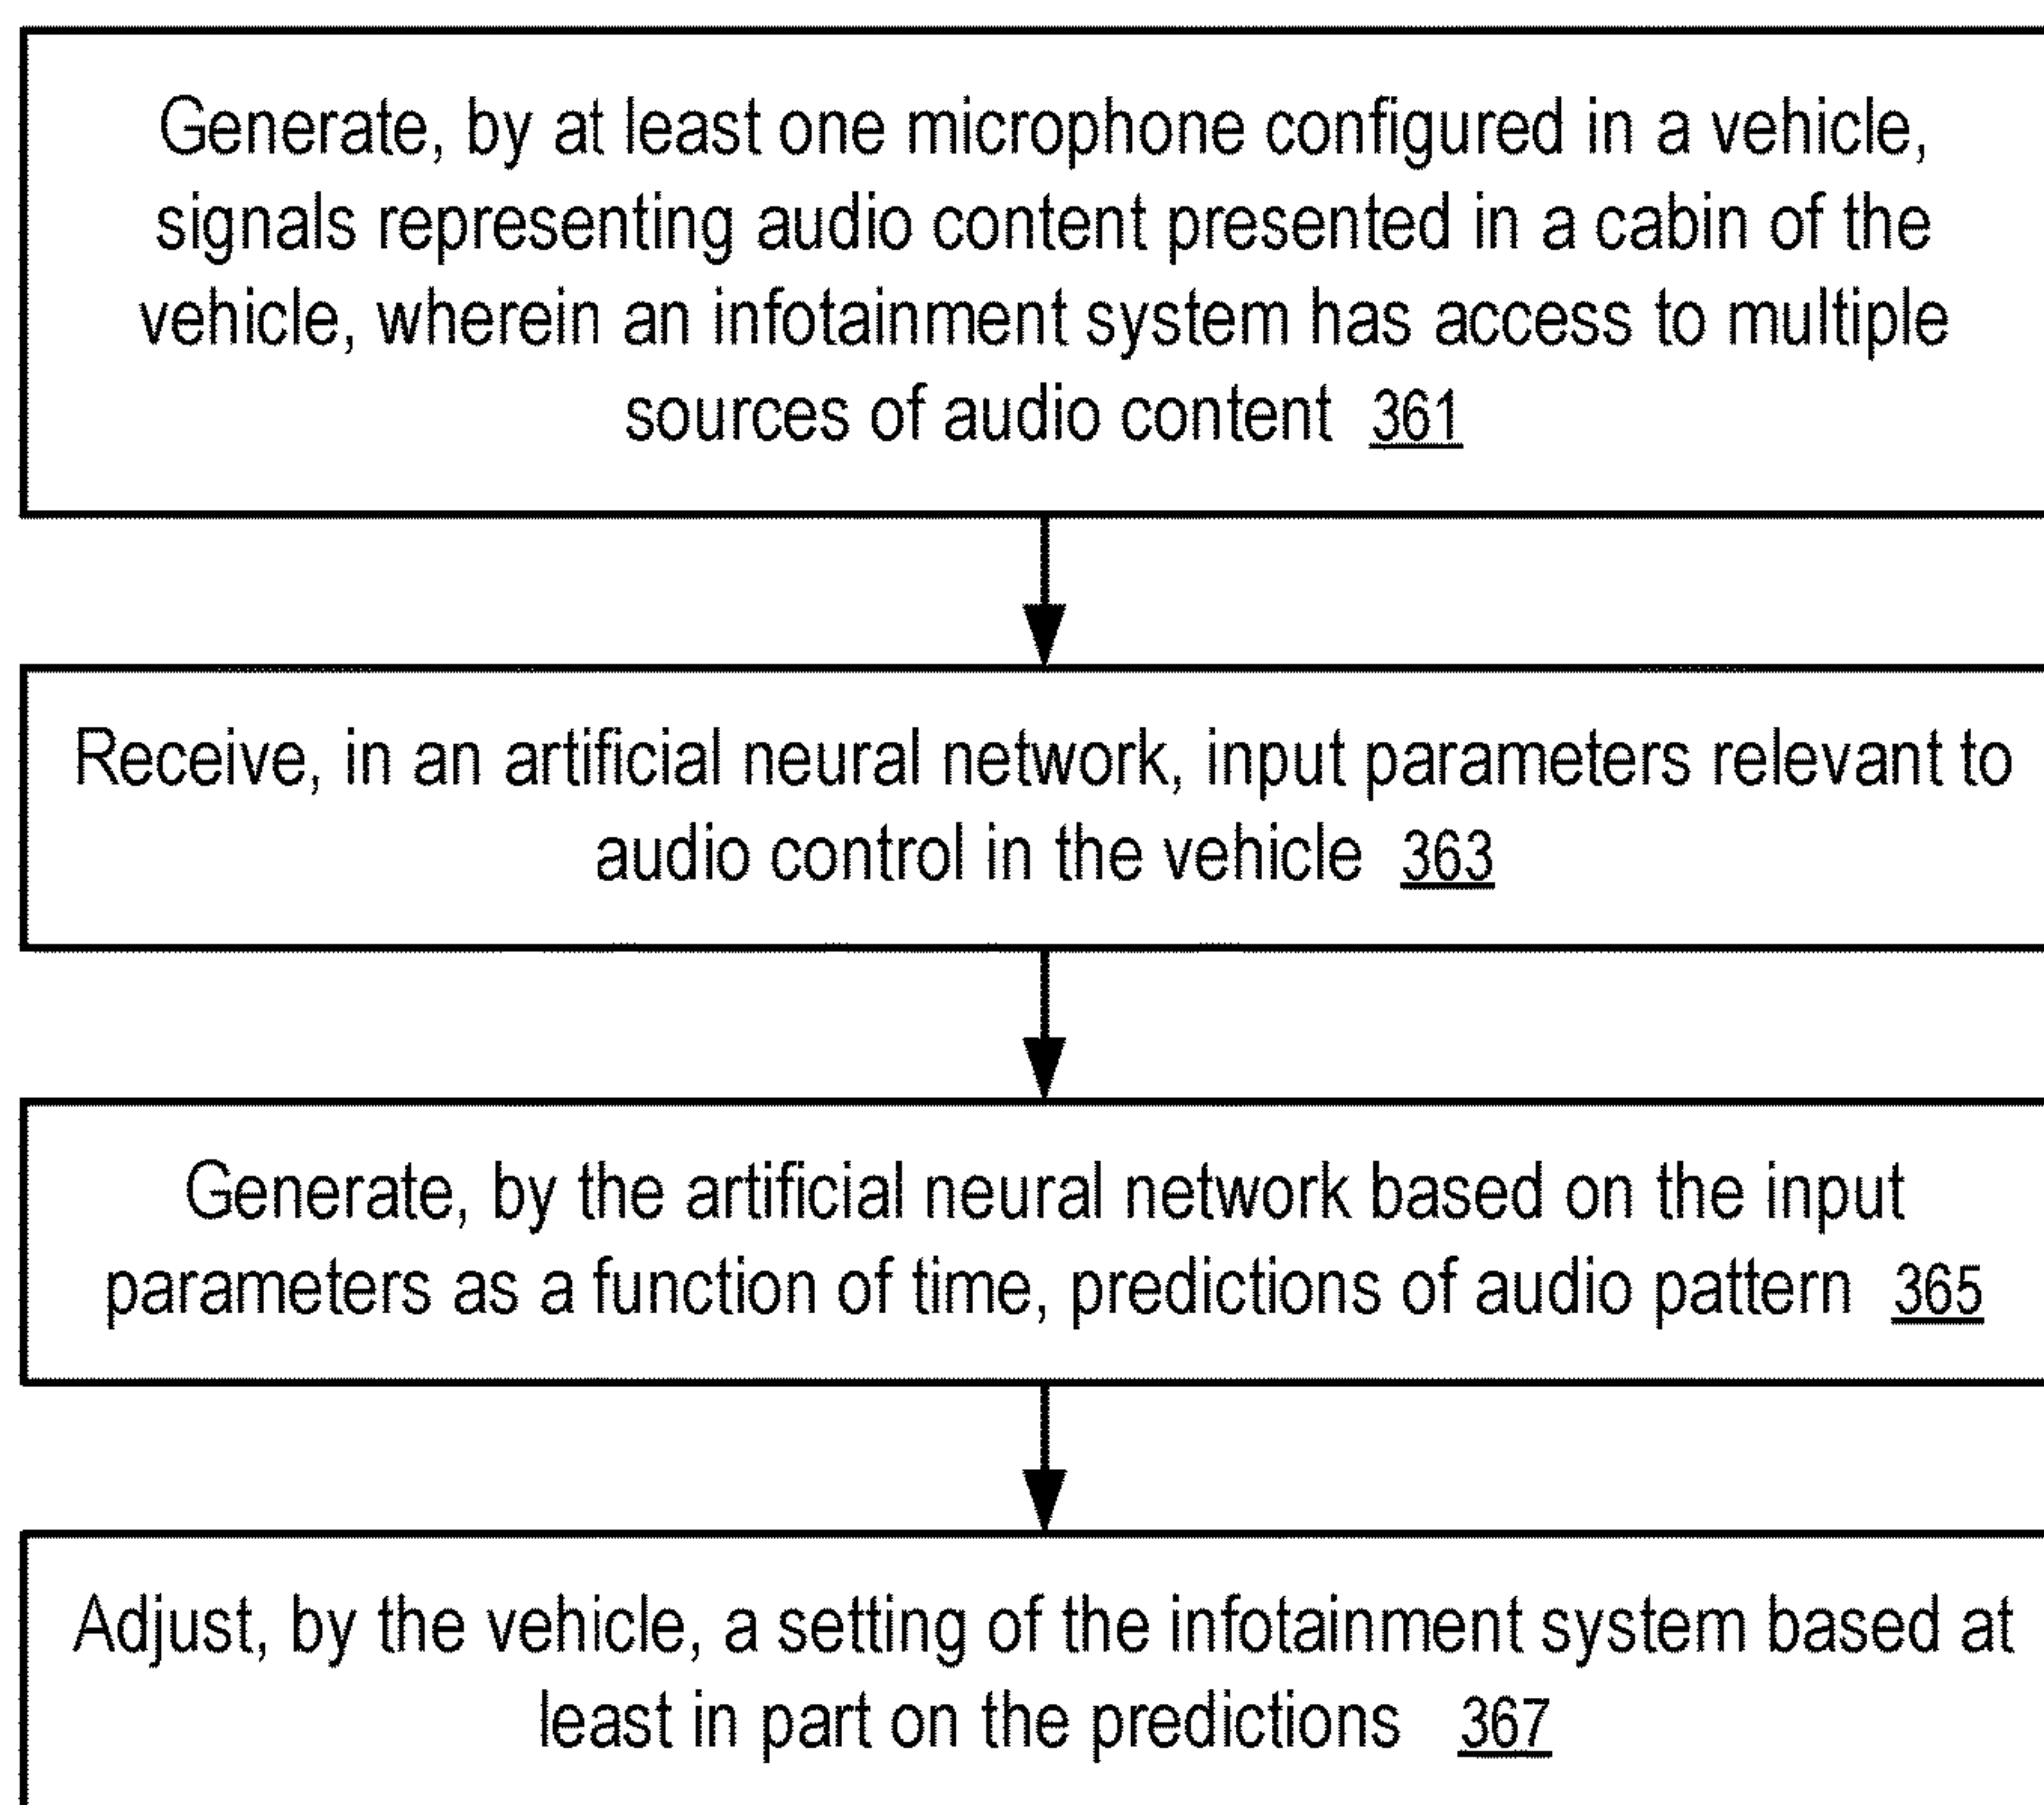 Generate, by at least one microphone configured in a vehicle,
signals representing audio content presented in a cabin of the
vehicle, wherein an infotainment system has access to multiple
sources of audio content 361
Receive, in an artificial neural network, input parameters relevant to
audio control in the vehicle 363
Generate, by the artificial neural network based on the input
parameters as a function of time, predictions of audio pattern 365
Adjust, by the vehicle, a setting of the infotainment system based at
least in part on the predictions 367